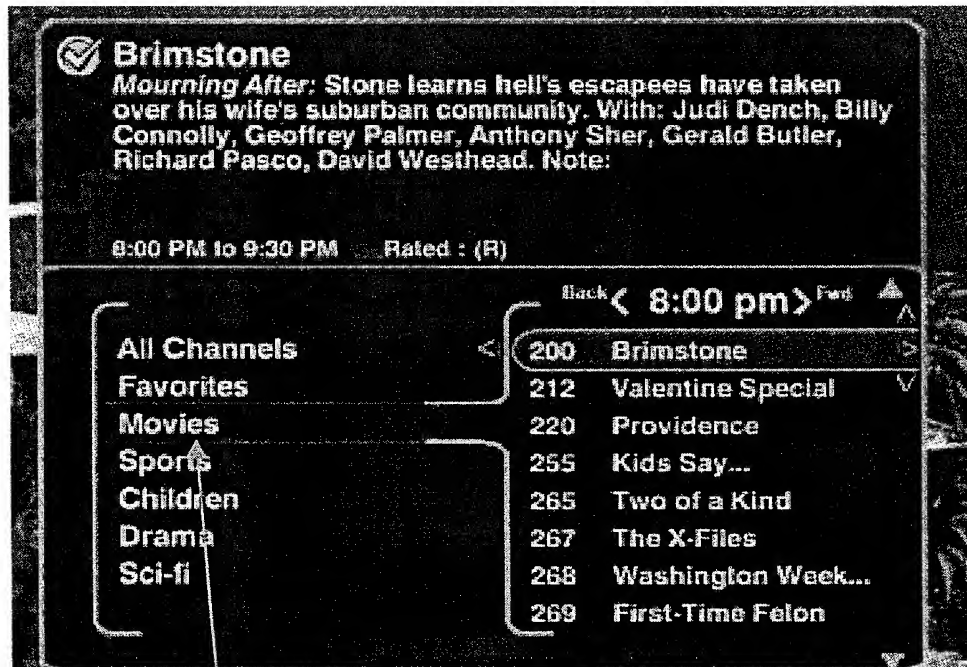 Brimstone
Mourning After: Stone learns hell's escapees have taken
over his wife's suburban community. With: Judi Dench, Billy
Connolly, Geoffrey Palmer, Anthony Sher, Gerald Butler,
Richard Pasco, David Westhead. Note:
8:00 PM to 9:30 PM Rated : (R)
Back < 8:00 pm > Fwd
All Channels
Favorites
Movies
Sports
Children
Drama
Sci-fi
< 200 Brimstone >
212 Valentine Special
220 Providence
255 Kids Say...
265 Two of a Kind
267 The X-Files
268 Washington Week...
269 First-Time Felon